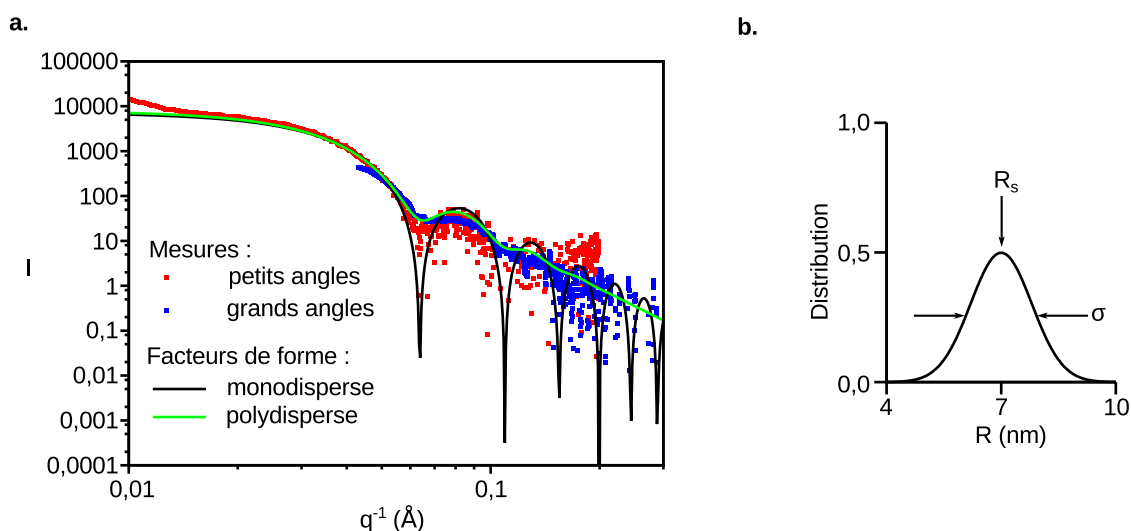 a.
100000
10000
1000
100
10
1
0,1
0,01
0,001
0,0001
I
Mesures :
petits angles
grands angles
Facteurs de forme :
monodisperse
polydisperse
0,01
0,1
q⁻¹ (Å)
b.
1,0
0,5
0,0
Distribution
Rₛ
σ
4
7
10
R (nm)